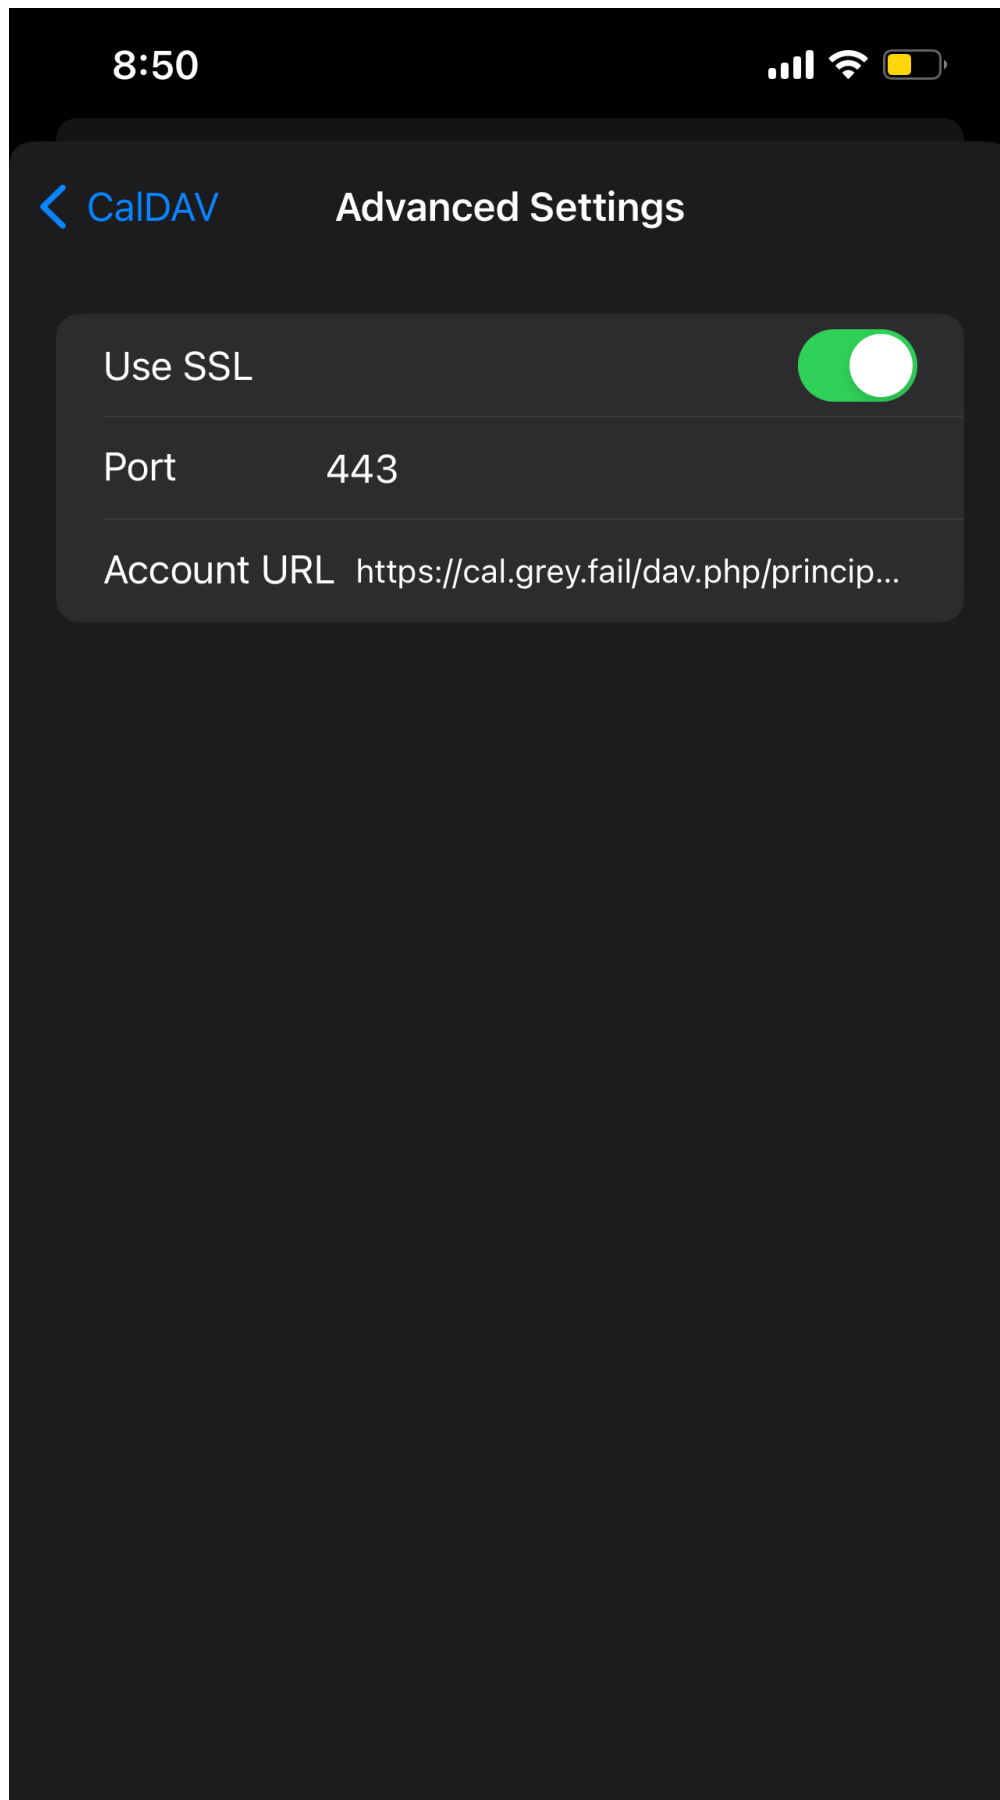 8:50
CalDAV
Advanced Settings
Use SSL
Port 443
Account URL https://cal.grey.fail/dav.php/princip...